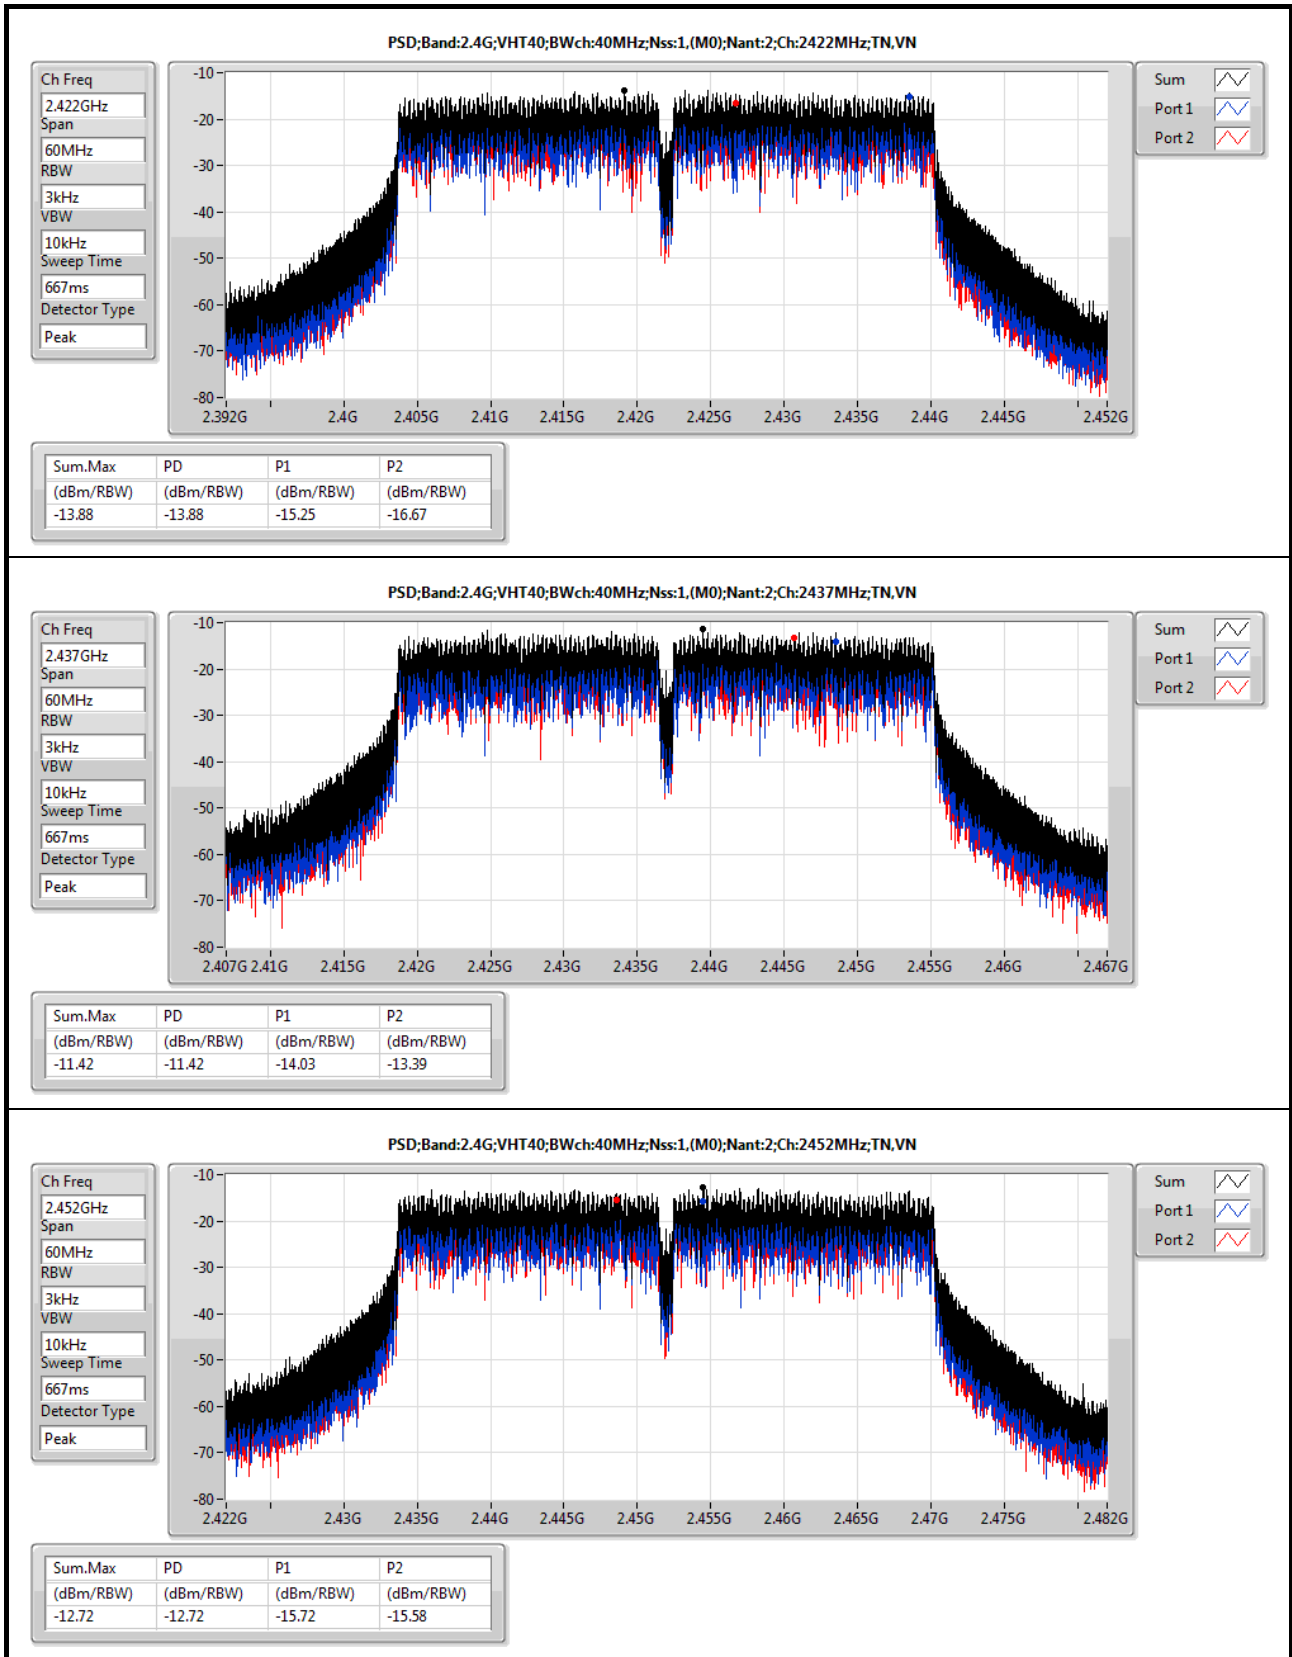 PSD;Band:2.4G;VHT40;BWch:40MHz;Nss:1,(M0);Nant:2;Ch:2422MHz;TN,VN
Ch Freq
2.422GHz
Span
60MHz
RBW
3kHz
VBW
10kHz
Sweep Time
667ms
Detector Type
Peak
-10
-20
-30
-40
-50
-60
-70
-80
2.392G 2.4G 2.405G 2.41G 2.415G 2.42G 2.425G 2.43G 2.435G 2.44G 2.445G 2.452G
Sum
Port 1
Port 2
Sum.Max PD P1 P2
(dBm/RBW) (dBm/RBW) (dBm/RBW) (dBm/RBW)
-13.88 -13.88 -15.25 -16.67
PSD;Band:2.4G;VHT40;BWch:40MHz;Nss:1,(M0);Nant:2;Ch:2437MHz;TN,VN
Ch Freq
2.437GHz
Span
60MHz
RBW
3kHz
VBW
10kHz
Sweep Time
667ms
Detector Type
Peak
-10
-20
-30
-40
-50
-60
-70
-80
2.407G 2.41G 2.415G 2.42G 2.425G 2.43G 2.435G 2.44G 2.445G 2.45G 2.455G 2.46G 2.467G
Sum
Port 1
Port 2
Sum.Max PD P1 P2
(dBm/RBW) (dBm/RBW) (dBm/RBW) (dBm/RBW)
-11.42 -11.42 -14.03 -13.39
PSD;Band:2.4G;VHT40;BWch:40MHz;Nss:1,(M0);Nant:2;Ch:2452MHz;TN,VN
Ch Freq
2.452GHz
Span
60MHz
RBW
3kHz
VBW
10kHz
Sweep Time
667ms
Detector Type
Peak
-10
-20
-30
-40
-50
-60
-70
-80
2.422G 2.43G 2.435G 2.44G 2.445G 2.45G 2.455G 2.46G 2.465G 2.47G 2.475G 2.482G
Sum
Port 1
Port 2
Sum.Max PD P1 P2
(dBm/RBW) (dBm/RBW) (dBm/RBW) (dBm/RBW)
-12.72 -12.72 -15.72 -15.58